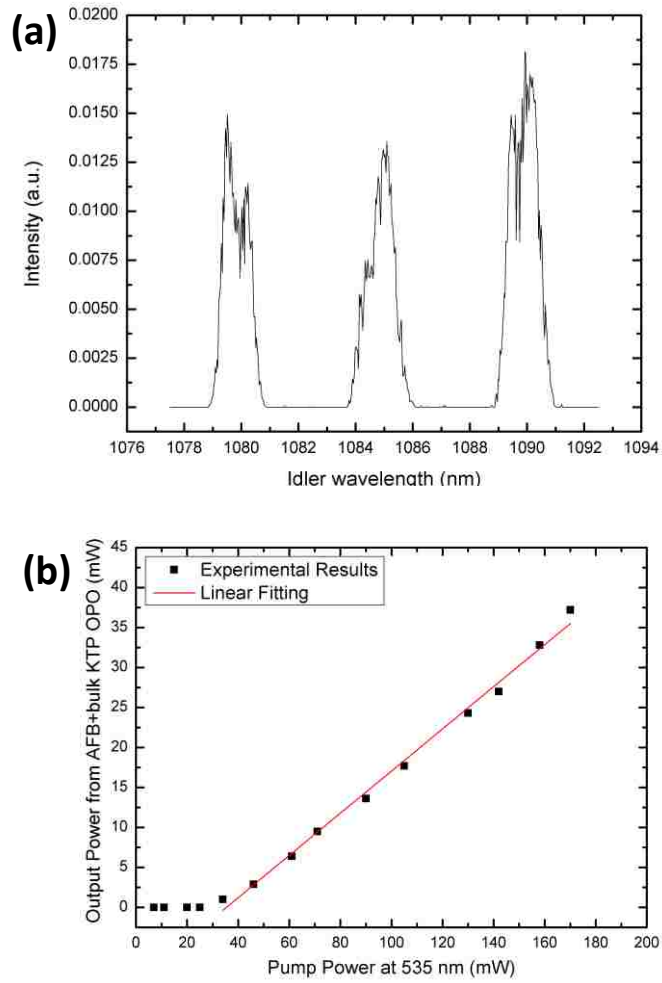 (a)
0.0200
0.0175
0.0150
0.0125
0.0100
0.0075
0.0050
0.0025
0.0000
Intensity (a.u.)
1076 1078 1080 1082 1084 1086 1088 1090 1092 1094
Idler wavelength (nm)
(b)
45
40
35
30
25
20
15
10
5
0
Output Power from AFB+bulk KTP OPO (mW)
Experimental Results
Linear Fitting
0 20 40 60 80 100 120 140 160 180 200
Pump Power at 535 nm (mW)